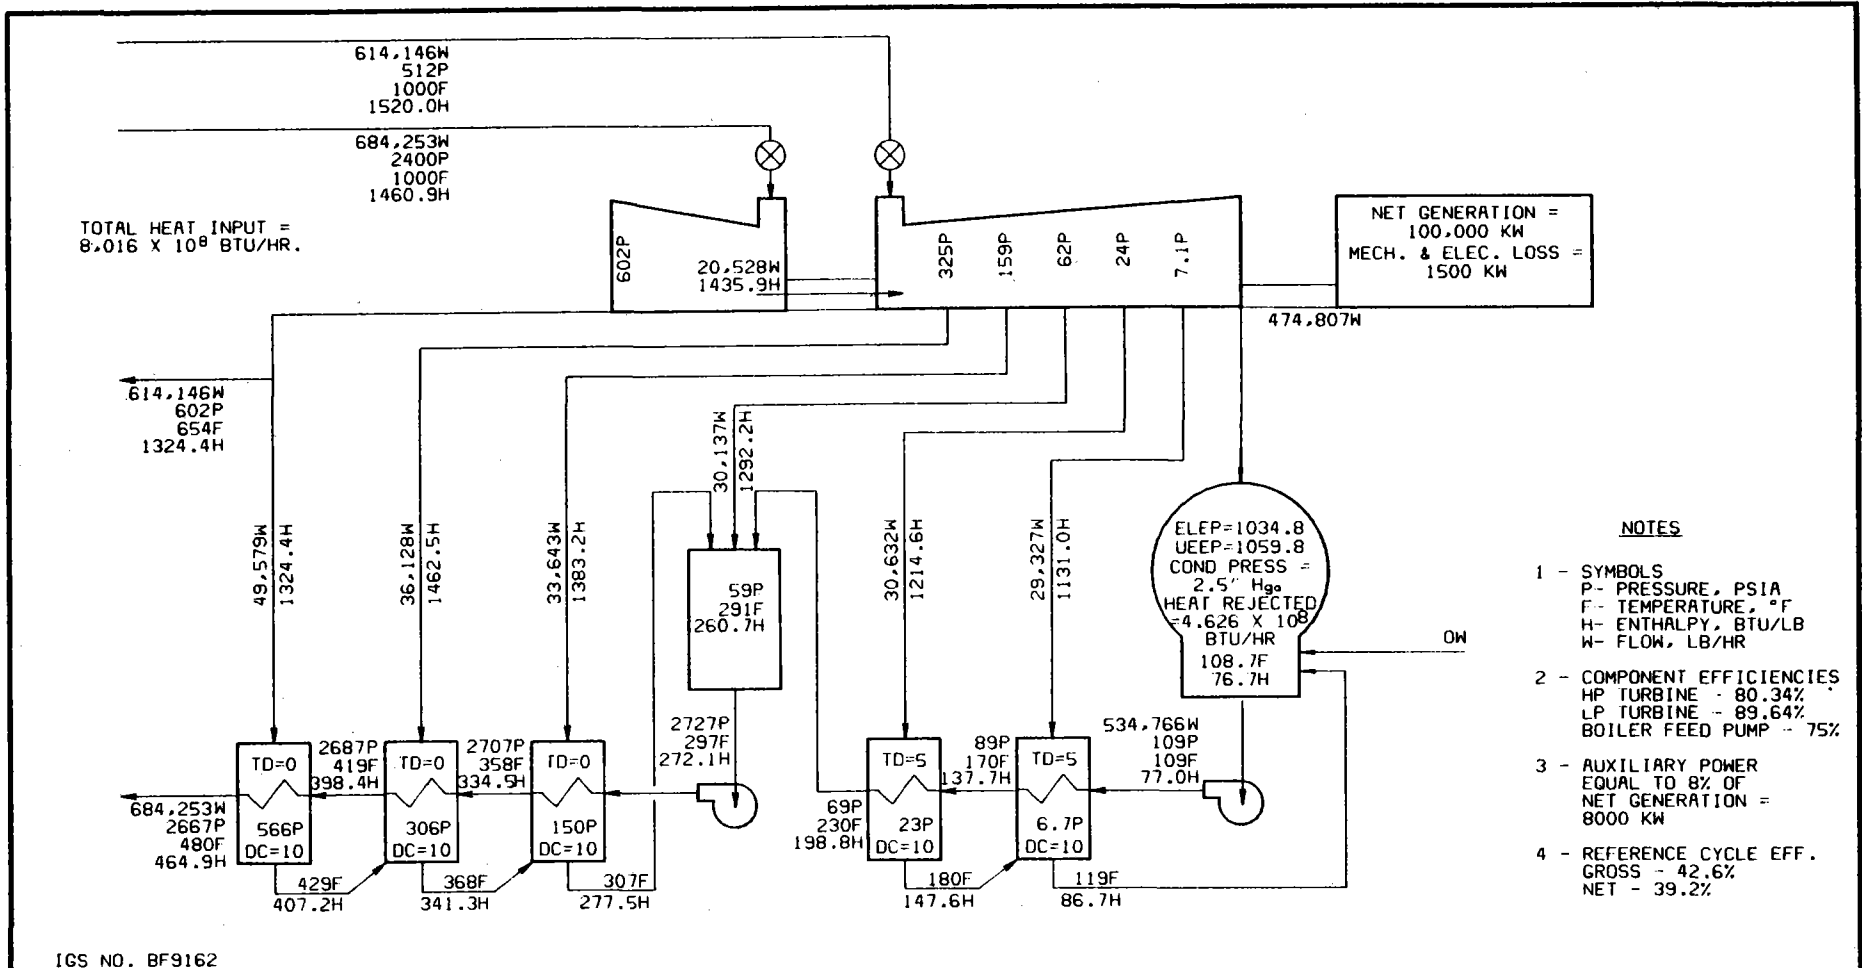 614,146W
512P
1000F
1520.0H
684,253W
2400P
1000F
1460.9H
TOTAL HEAT INPUT =
8.016 X 10⁸ BTU/HR.
602P
20,528W
1435.9H
325P
159P
62P
24P
7.1P
NET GENERATION =
100,000 KW
MECH. & ELEC. LOSS =
1500 KW
474,807W
614,146W
602P
654F
1324.4H
49,579W
1324.4H
36,128W
1462.5H
33,643W
1383.2H
30,137W
1292.2H
30,632W
1214.6H
29,327W
1131.0H
59P
291F
260.7H
ELEP=1034.8
UEEP=1059.8
COND PRESS =
2.5" Hga
HEAT REJECTED
=4.626 X 10⁸
BTU/HR
108.7F
76.7H
0W
TD=0
566P
DC=10
2687P
419F
398.4H
TD=0
306P
DC=10
2707P
358F
334.5H
TD=0
150P
DC=10
2727P
297F
272.1H
TD=5
23P
DC=10
89P
170F
137.7H
TD=5
6.7P
DC=10
534,766W
109P
109F
77.0H
684,253W
2667P
480F
464.9H
69P
230F
198.8H
429F
407.2H
368F
341.3H
307F
277.5H
180F
147.6H
119F
86.7H
NOTES
1 - SYMBOLS
P- PRESSURE, PSIA
F- TEMPERATURE, °F
H- ENTHALPY, BTU/LB
W- FLOW, LB/HR
2 - COMPONENT EFFICIENCIES
HP TURBINE - 80.34%
LP TURBINE - 89.64%
BOILER FEED PUMP - 75%
3 - AUXILIARY POWER
EQUAL TO 8% OF
NET GENERATION =
8000 KW
4 - REFERENCE CYCLE EFF.
GROSS - 42.6%
NET - 39.2%
IGS NO. BF9162